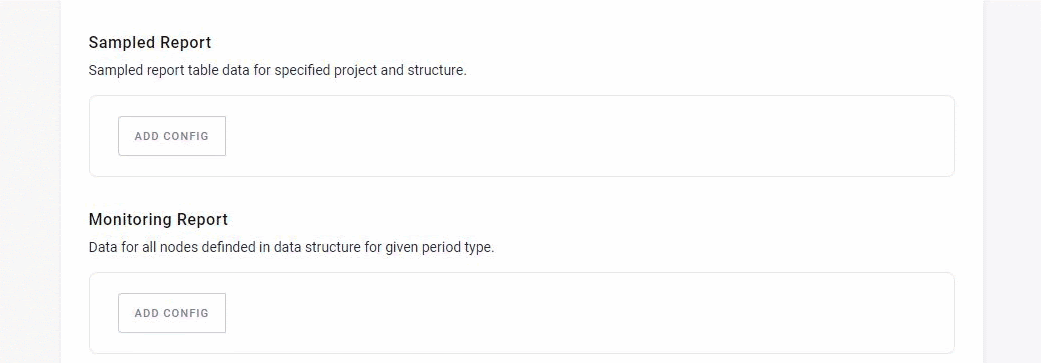 Sampled Report
Sampled report table data for specified project and structure.
ADD CONFIG
Monitoring Report
Data for all nodes definded in data structure for given period type.
ADD CONFIG